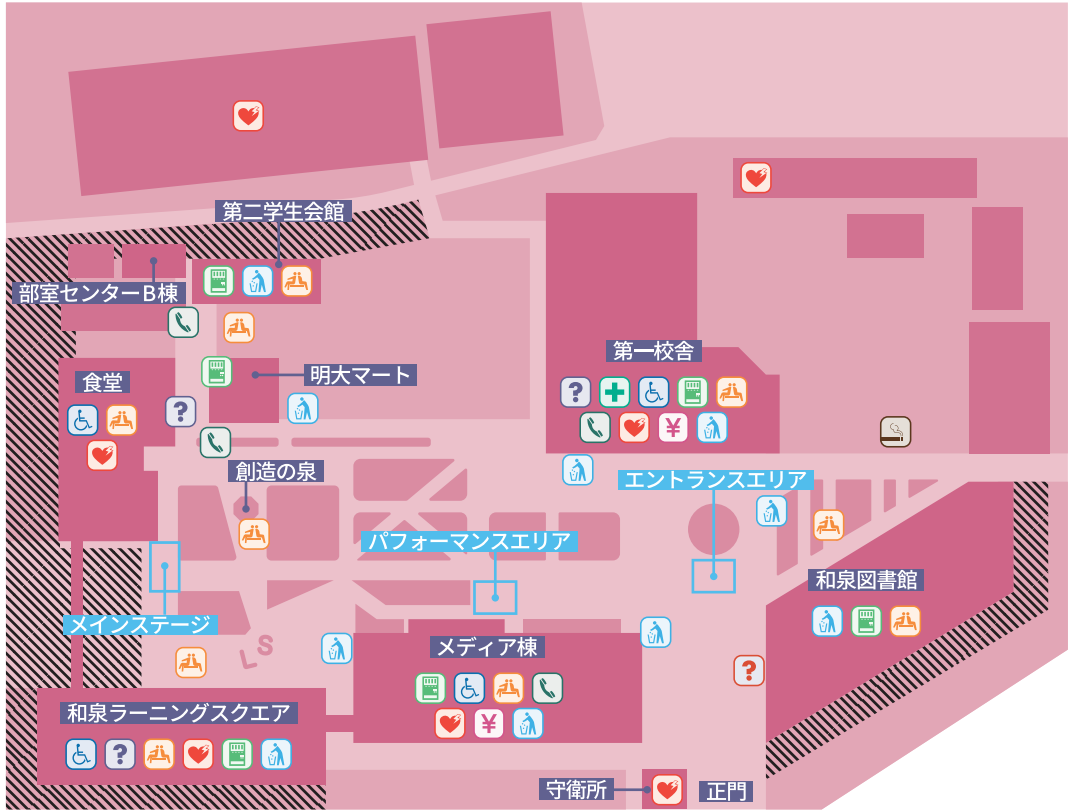 第二学生会館
部室センターB棟
第一校舎
明大マート
食堂
?
?
¥
創造の泉
エントランスエリア
パフォーマンスエリア
和泉図書館
メインステージ
メディア棟
LS
?
¥
和泉ラーニングスクエア
?
守衛所
正門